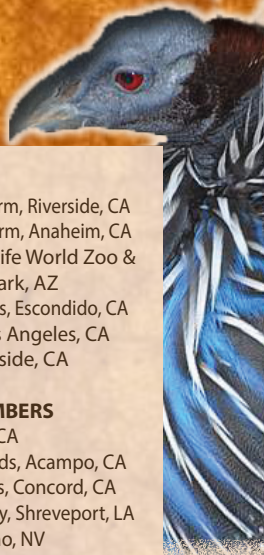 rm, Riverside, CA
rm, Anaheim, CA
ife World Zoo &
ark, AZ
s, Escondido, CA
s Angeles, CA
side, CA
MBERS
CA
ds, Acampo, CA
s, Concord, CA
y, Shreveport, LA
no, NV